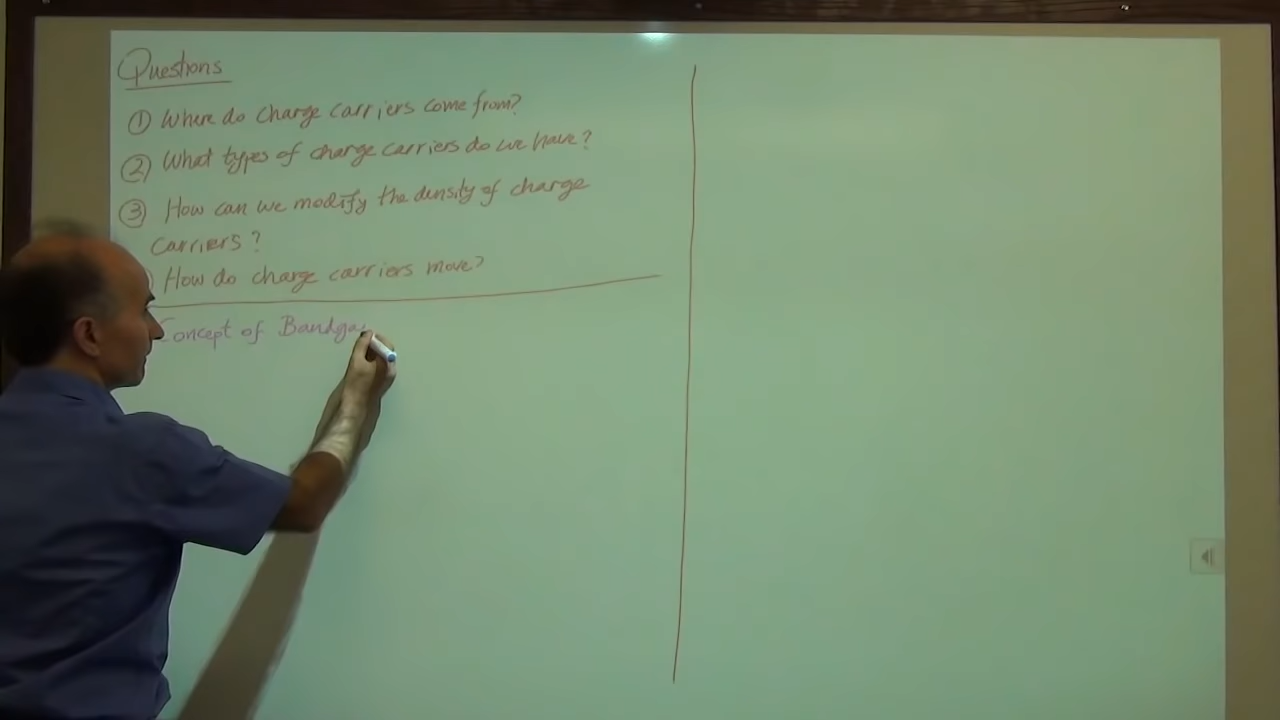 Questions
① Where do charge carriers come from?
② What types of charge carriers do we have?
③ How can we modify the density of charge
carriers?
How do charge carriers move?
Concept of